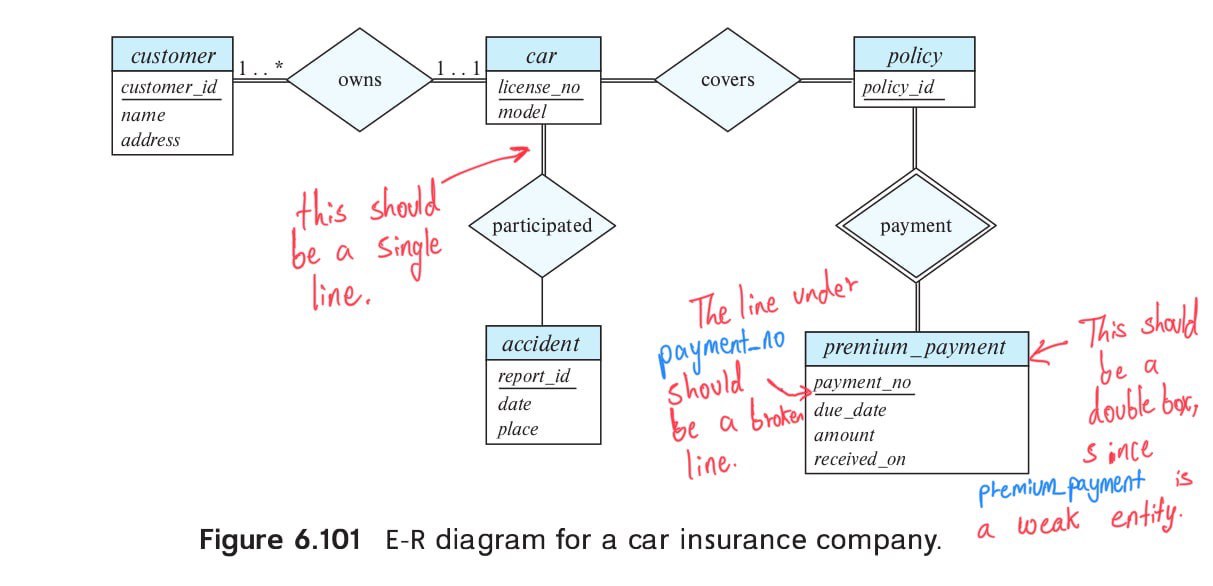 customer
customer_id
name
address
1 . . *
owns
1 . . 1
car
license_no
model
covers
policy
policy_id
this should
be a single
line.
participated
payment
accident
report_id
date
place
The line under
payment_no
should
be a broken
line.
premium_payment
payment_no
due_date
amount
received_on
This should
be a
double box,
since
premium_payment is
a weak entity.
Figure 6.101 E-R diagram for a car insurance company.